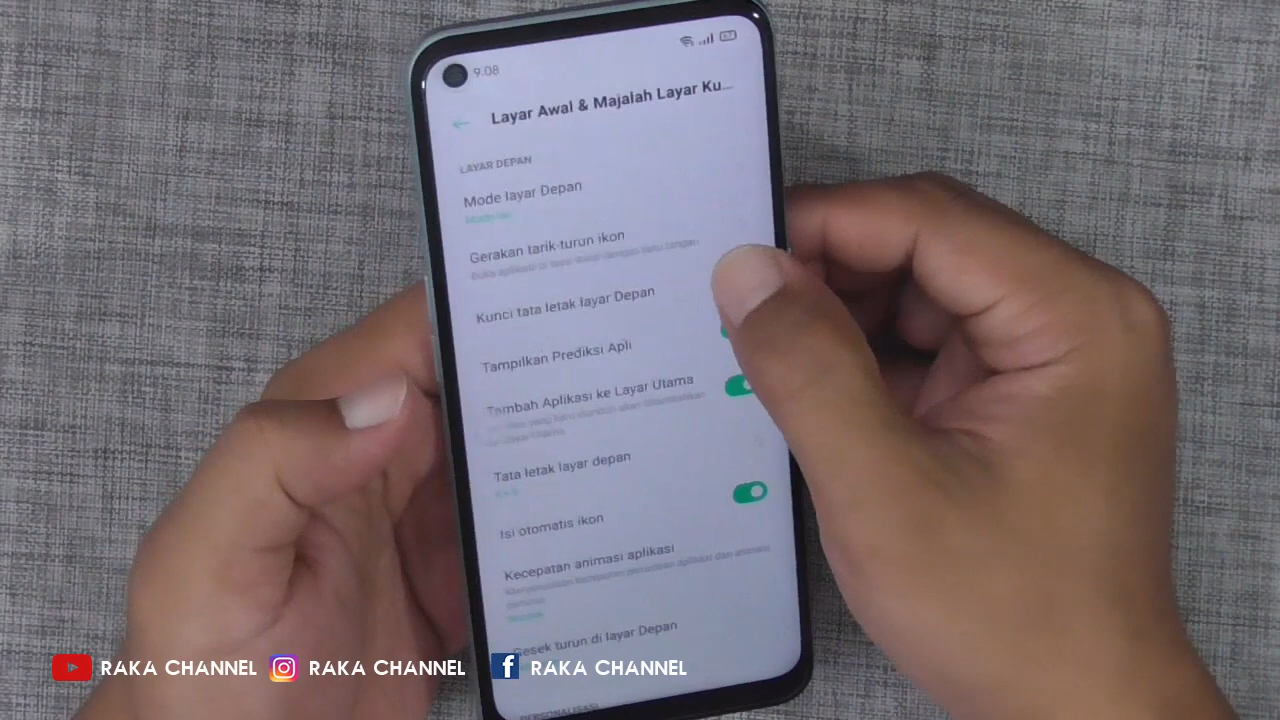 9.08
Layar Awal & Majalah Layar Ku...
LAYAR DEPAN
Mode layar Depan
Gerakan tarik-turun ikon
Kunci tata letak layar Depan
Tampilkan Prediksi Apli
Tambah Aplikasi ke Layar Utama
Tata letak layar depan
Isi otomatis ikon
Kecepatan animasi aplikasi
Gesek turun di layar Depan
PERSONALISASI
RAKA CHANNEL RAKA CHANNEL RAKA CHANNEL